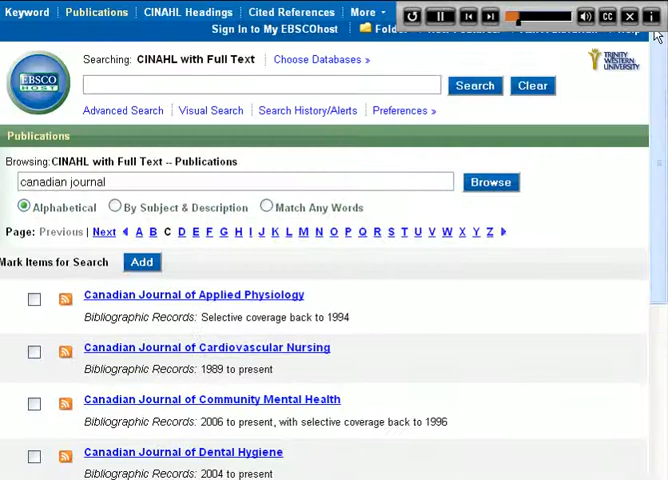 Keyword | Publications | CINAHL Headings | Cited References | More
Sign In to My EBSCOhost
Searching: CINAHL with Full Text | Choose Databases »
EBSCO
HOST
TRINITY
WESTERN
UNIVERSITY
Search Clear
Advanced Search Visual Search Search History/Alerts Preferences »
Publications
Browsing: CINAHL with Full Text -- Publications
canadian journal
Browse
Alphabetical By Subject & Description Match Any Words
Page: Previous | Next A B C D E F G H I J K L M N O P Q R S T U V W X Y Z
Mark Items for Search Add
Canadian Journal of Applied Physiology
Bibliographic Records: Selective coverage back to 1994
Canadian Journal of Cardiovascular Nursing
Bibliographic Records: 1989 to present
Canadian Journal of Community Mental Health
Bibliographic Records: 2006 to present, with selective coverage back to 1996
Canadian Journal of Dental Hygiene
Bibliographic Records: 2004 to present